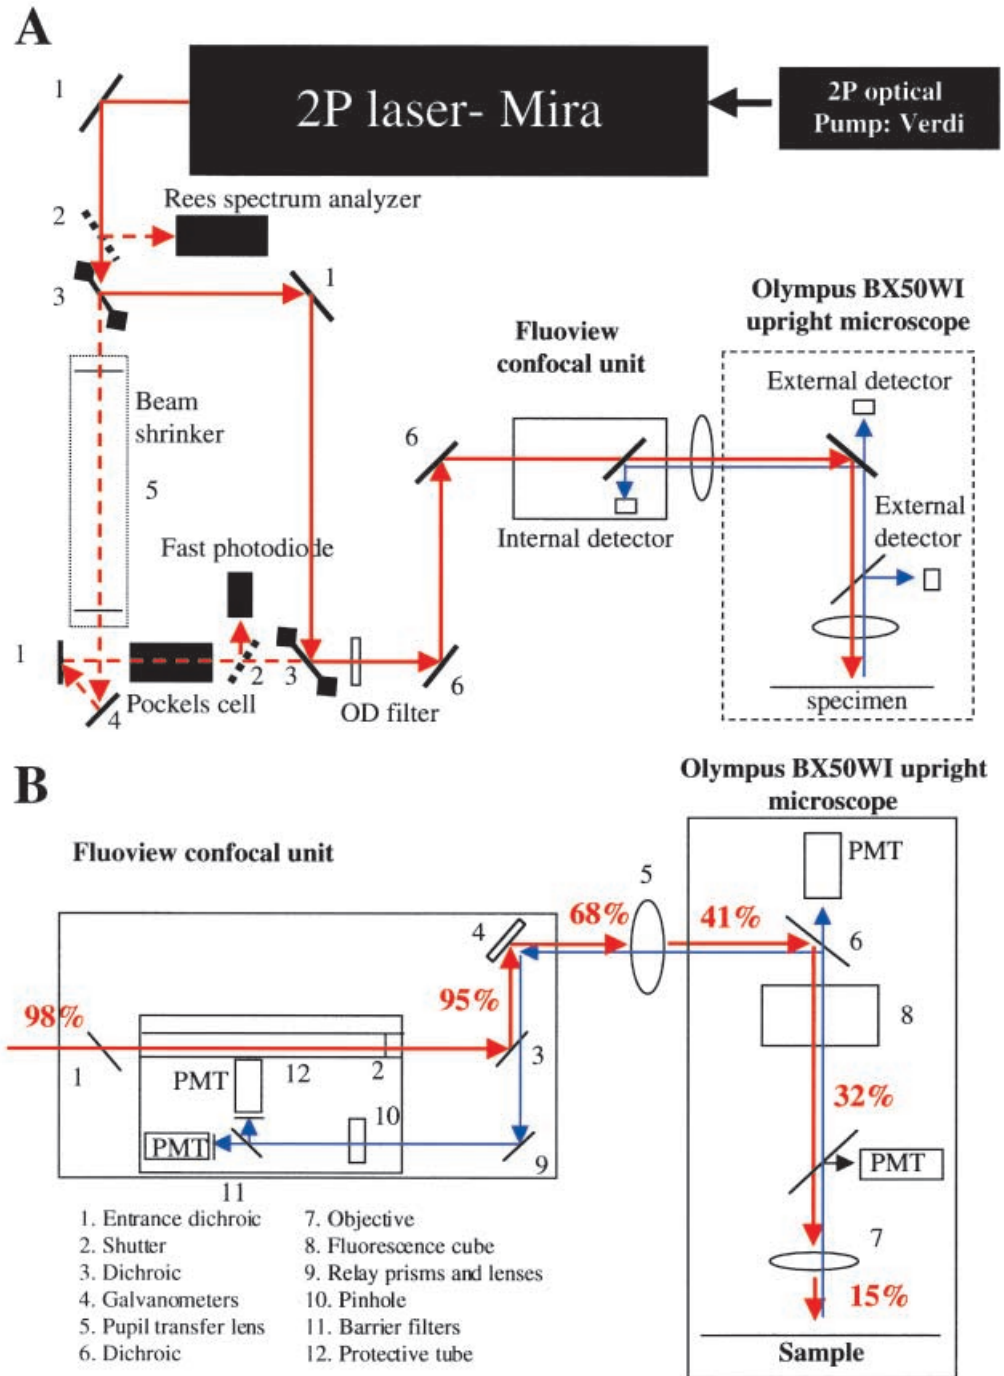 A
1
2P laser- Mira
2P optical
Pump: Verdi
Rees spectrum analyzer
2
3
1
Olympus BX50WI
upright microscope
Fluoview
confocal unit
External detector
Beam
shrinker
5
6
Internal detector
External
detector
Fast photodiode
1
2
3
6
4
Pockels cell
OD filter
specimen
B
Olympus BX50WI upright
microscope
Fluoview confocal unit
PMT
5
68%
41%
4
6
98%
95%
8
1
PMT
12
2
3
32%
10
PMT
9
PMT
11
7
15%
Sample
1. Entrance dichroic
2. Shutter
3. Dichroic
4. Galvanometers
5. Pupil transfer lens
6. Dichroic
7. Objective
8. Fluorescence cube
9. Relay prisms and lenses
10. Pinhole
11. Barrier filters
12. Protective tube